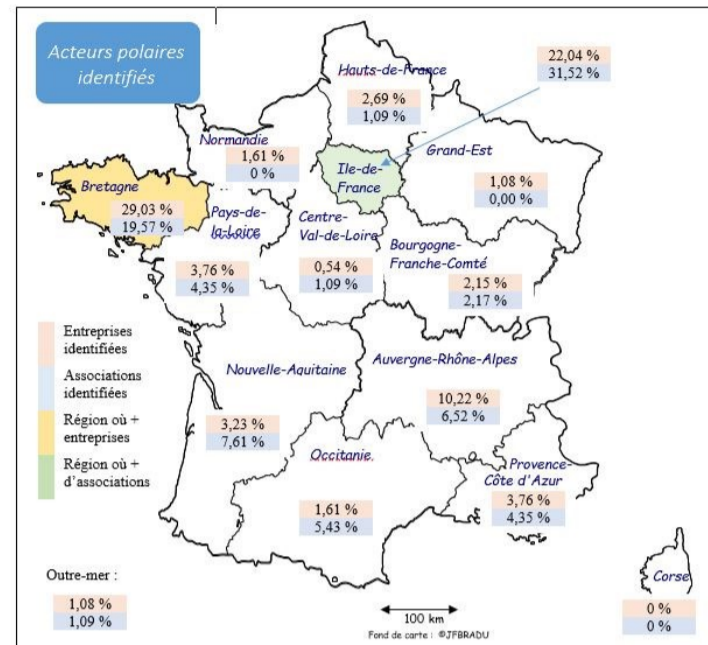 Acteurs polaires
identifiés
22,04 %
31,52 %
Hauts-de-France
2,69 %
1,09 %
Normandie
1,61 %
0 %
Ile-de-
France
Grand-Est
1,08 %
0,00 %
Bretagne
29,03 %
19,57 %
Pays-de-
la-Loire
3,76 %
4,35 %
Centre-
Val-de-Loire
0,54 %
1,09 %
Bourgogne-
Franche-Comté
2,15 %
2,17 %
Entreprises
identifiées
Associations
identifiées
Région où +
entreprises
Région où +
d'associations
Nouvelle-Aquitaine
3,23 %
7,61 %
Auvergne-Rhône-Alpes
10,22 %
6,52 %
Occitanie
1,61 %
5,43 %
Provence-
Côte d'Azur
3,76 %
4,35 %
Corse
0 %
0 %
Outre-mer :
1,08 %
1,09 %
100 km
Fond de carte : ©JFBRADU